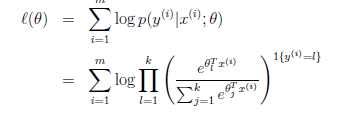 ℓ(θ) = ∑_{i=1}^{m} log p(y^{(i)}|x^{(i)}; θ)
= ∑_{i=1}^{m} log ∏_{l=1}^{k} ( e^{θ_l^T x^{(i)}} / ∑_{j=1}^{k} e^{θ_j^T x^{(i)}} )^{1{y^{(i)}=l}}